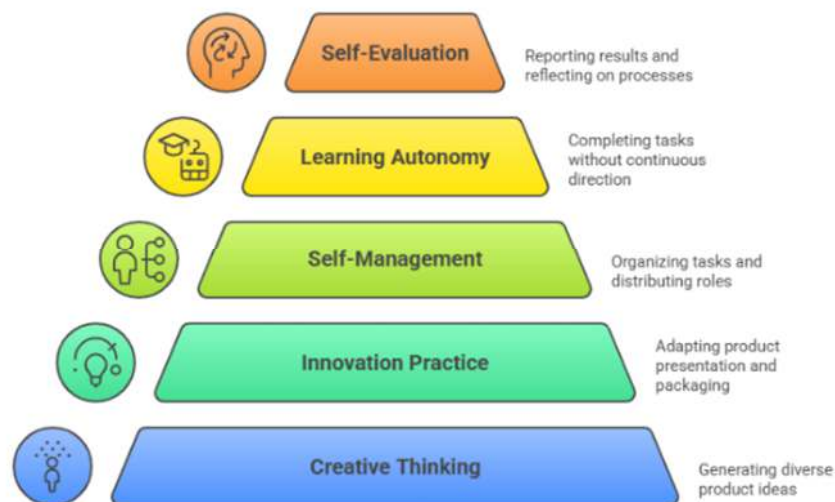 Self-Evaluation
Reporting results and
reflecting on processes
Learning Autonomy
Completing tasks
without continuous
direction
Self-Management
Organizing tasks and
distributing roles
Innovation Practice
Adapting product
presentation and
packaging
Creative Thinking
Generating diverse
product ideas